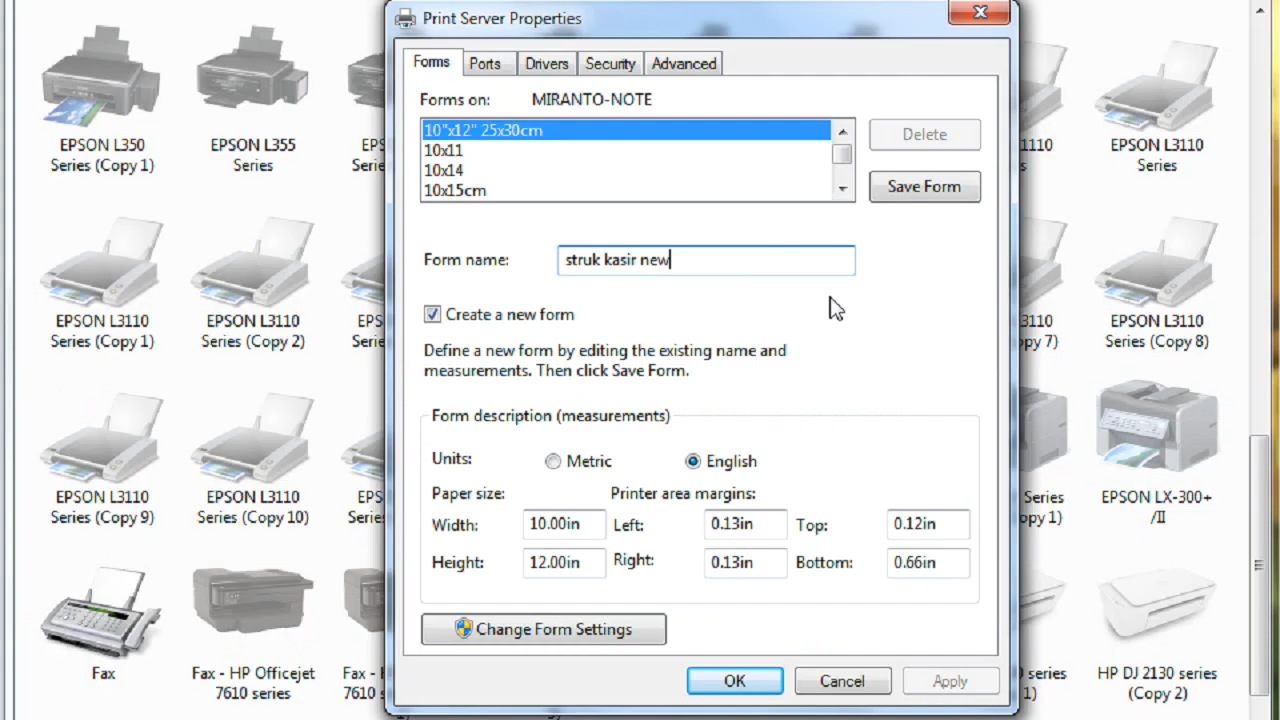 Print Server Properties
Forms Ports Drivers Security Advanced
Forms on: MIRANTO-NOTE
10"x12" 25x30cm
10x11
10x14
10x15cm
Delete
Save Form
Form name: struk kasir new
Create a new form
Define a new form by editing the existing name and
measurements. Then click Save Form.
Form description (measurements)
Units: Metric English
Paper size: Printer area margins:
Width: 10.00in Left: 0.13in Top: 0.12in
Height: 12.00in Right: 0.13in Bottom: 0.66in
Change Form Settings
OK Cancel Apply
EPSON L350
Series (Copy 1)
EPSON L355
Series
EPSON L3110
Series
EPSON L3110
Series (Copy 1)
EPSON L3110
Series (Copy 2)
EPSON L3110
Series (Copy 8)
EPSON L3110
Series (Copy 9)
EPSON L3110
Series (Copy 10)
EPSON LX-300+
/II
Fax
Fax - HP Officejet
7610 series
Fax - H
7610 s
HP DJ 2130 series
(Copy 2)